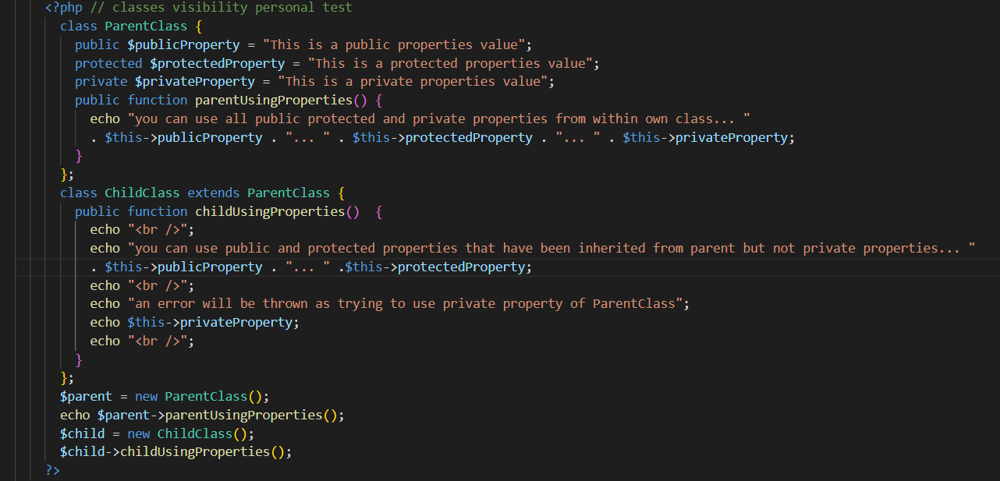 <?php // classes visibility personal test
class ParentClass {
public $publicProperty = "This is a public properties value";
protected $protectedProperty = "This is a protected properties value";
private $privateProperty = "This is a private properties value";
public function parentUsingProperties() {
echo "you can use all public protected and private properties from within own class... "
. $this->publicProperty . "... " . $this->protectedProperty . "... " . $this->privateProperty;
}
};
class ChildClass extends ParentClass {
public function childUsingProperties()  {
echo "<br />";
echo "you can use public and protected properties that have been inherited from parent but not private properties... "
. $this->publicProperty . "... " .$this->protectedProperty;
echo "<br />";
echo "an error will be thrown as trying to use private property of ParentClass";
echo $this->privateProperty;
echo "<br />";
}
};
$parent = new ParentClass();
echo $parent->parentUsingProperties();
$child = new ChildClass();
$child->childUsingProperties();
?>